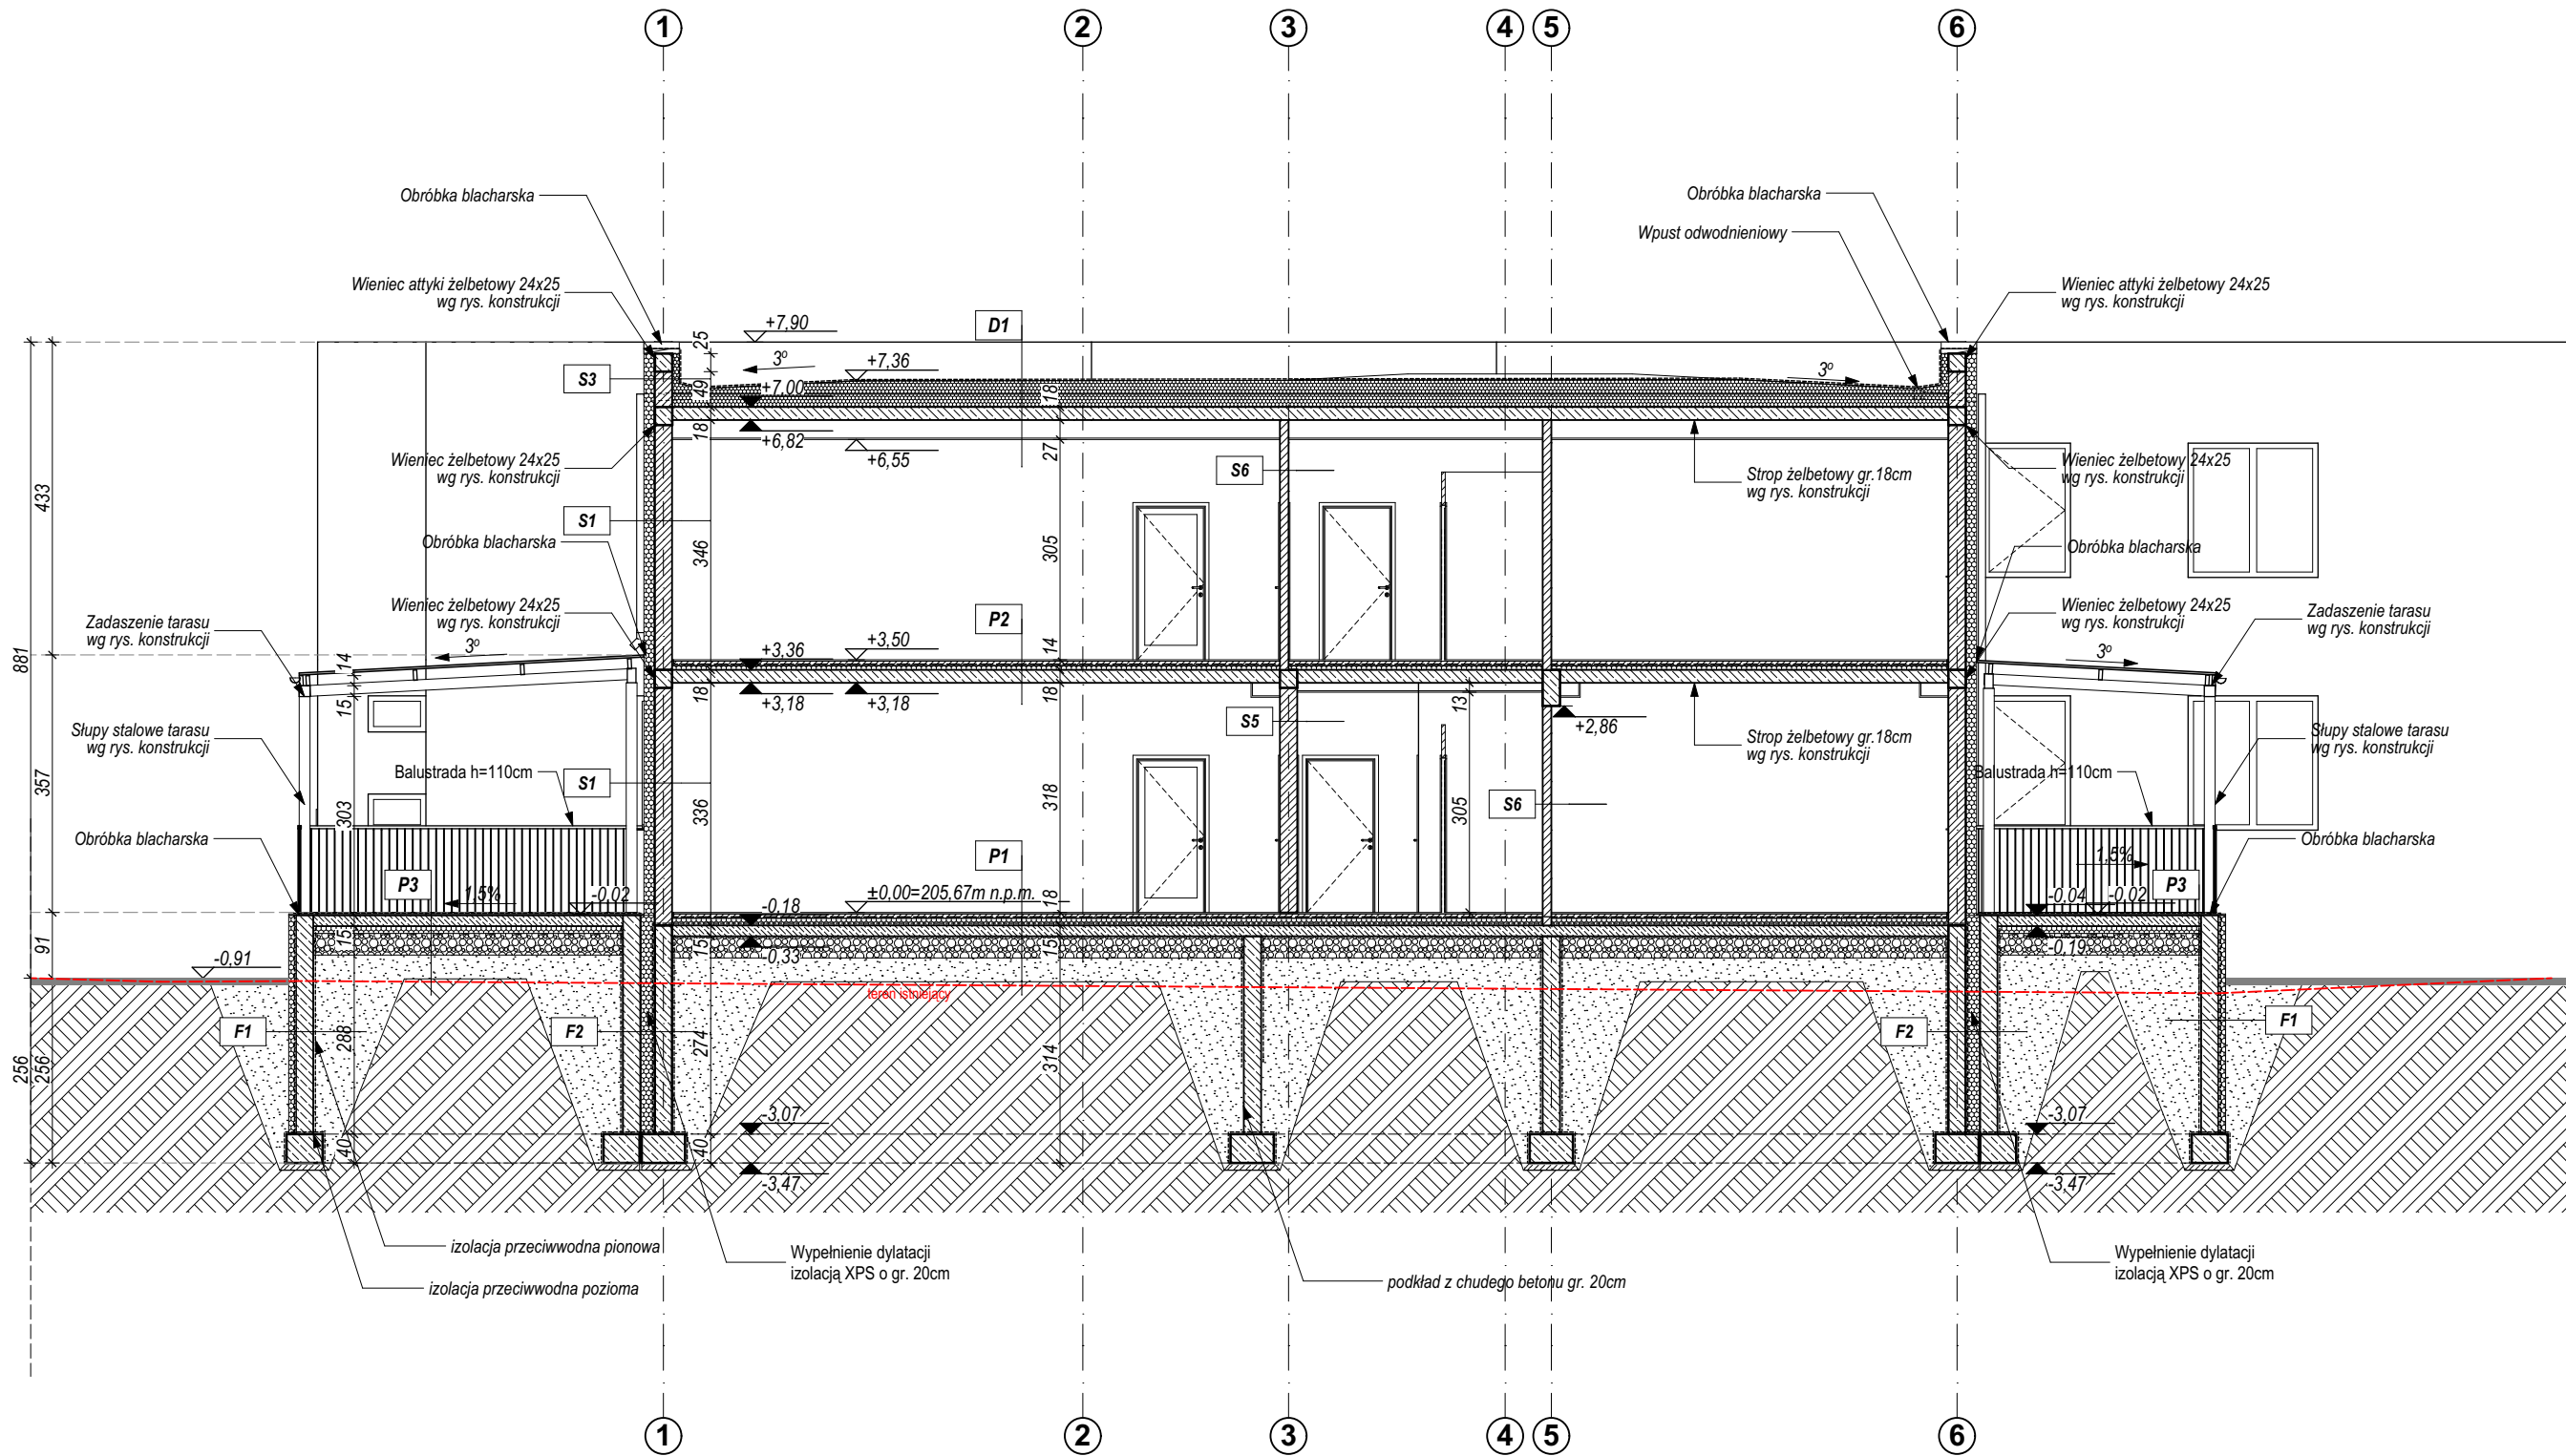 1
2
3
4
5
6
Obróbka blacharska
Obróbka blacharska
Wpust odwodnieniowy
Wieniec attyki żelbetowy 24x25
wg rys. konstrukcji
Wieniec attyki żelbetowy 24x25
wg rys. konstrukcji
+7,90
D1
25
3º
+7,36
S3
49
+7,00
18
3º
18
+6,82
+6,55
27
Wieniec żelbetowy 24x25
wg rys. konstrukcji
S6
Strop żelbetowy gr.18cm
wg rys. konstrukcji
Wieniec żelbetowy 24x25
wg rys. konstrukcji
433
S1
Obróbka blacharska
346
305
Obróbka blacharska
Wieniec żelbetowy 24x25
wg rys. konstrukcji
P2
Wieniec żelbetowy 24x25
wg rys. konstrukcji
Zadaszenie tarasu
wg rys. konstrukcji
Zadaszenie tarasu
wg rys. konstrukcji
881
3º
14
+3,36
+3,50
14
3º
15
18
+3,18
+3,18
18
13
S5
+2,86
Słupy stalowe tarasu
wg rys. konstrukcji
Strop żelbetowy gr.18cm
wg rys. konstrukcji
Słupy stalowe tarasu
wg rys. konstrukcji
Balustrada h=110cm
S1
Balustrada h=110cm
357
303
336
318
305
S6
Obróbka blacharska
Obróbka blacharska
P1
P3
1,5%
-0,02
-0,18
±0,00=205,67m n.p.m.
18
1,5%
P3
-0,04
-0,02
91
15
15
-0,33
15
-0,19
-0,91
teren istniejący
F1
288
F2
274
314
F2
F1
256
256
-3,07
-3,07
40
40
-3,47
-3,47
izolacja przeciwwodna pionowa
izolacja przeciwwodna pozioma
Wypełnienie dylatacji
izolacją XPS o gr. 20cm
podkład z chudego betonu gr. 20cm
Wypełnienie dylatacji
izolacją XPS o gr. 20cm
1
2
3
4
5
6